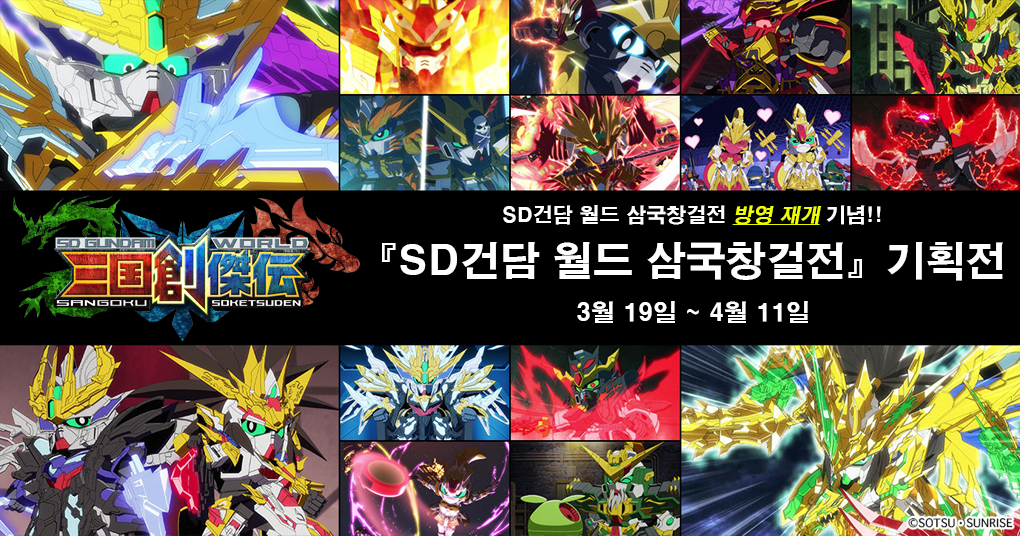 SD GUNDAM WORLD
三国創傑伝
SANGOKU SOKETSUDEN
SD건담 월드 삼국창걸전 방영 재개 기념!!
『SD건담 월드 삼국창걸전』 기획전
3월 19일 ~ 4월 11일
©SOTSU・SUNRISE